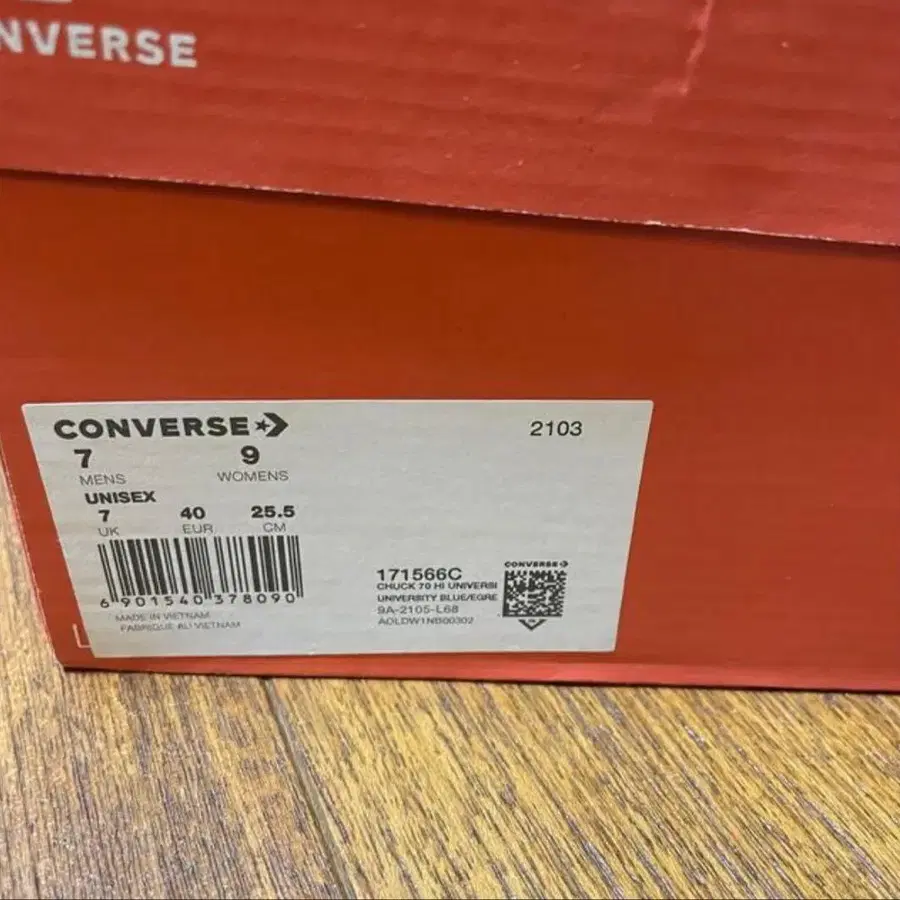 NVERSE
CONVERSE
2103
7 9
MENS WOMENS
UNISEX
7 40 25.5
UK EUR CM
6 901540 378090
MADE IN VIETNAM
FABRIQUE AU VIETNAM
171566C
CHUCK 70 HI UNIVERSI
UNIVERSITY BLUE/EGRE
9A-2105-L68
AOLDW1NB00302
CONVERSE